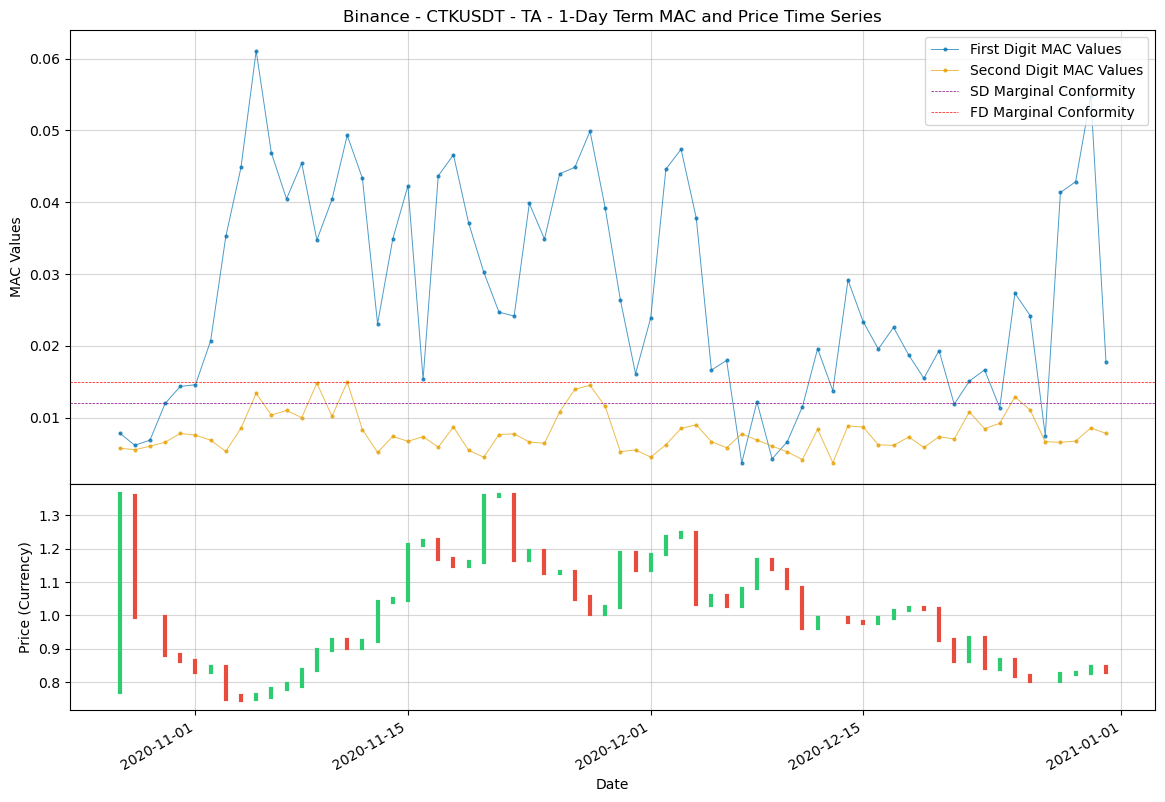 Binance - CTKUSDT - TA - 1-Day Term MAC and Price Time Series
First Digit MAC Values
Second Digit MAC Values
SD Marginal Conformity
FD Marginal Conformity
MAC Values
0.06
0.05
0.04
0.03
0.02
0.01
Price (Currency)
1.3
1.2
1.1
1.0
0.9
0.8
2020-11-01
2020-11-15
2020-12-01
2020-12-15
2021-01-01
Date